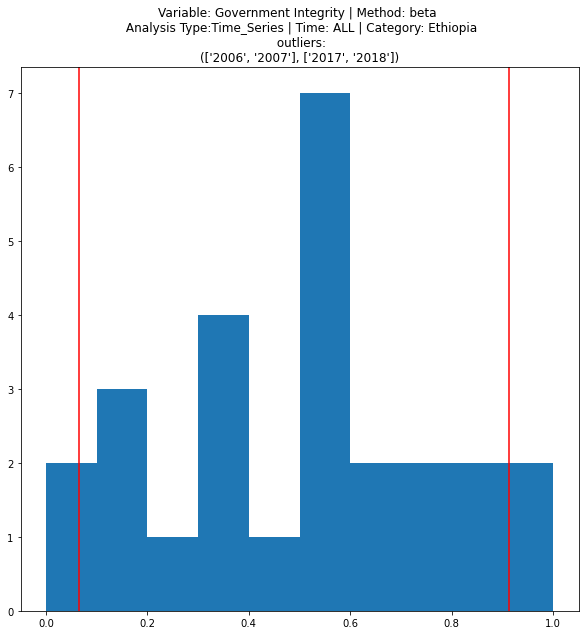 Variable: Government Integrity | Method: beta
Analysis Type:Time_Series | Time: ALL | Category: Ethiopia
outliers:
(['2006', '2007'], ['2017', '2018'])
7
6
5
4
3
2
1
0
0.0 0.2 0.4 0.6 0.8 1.0